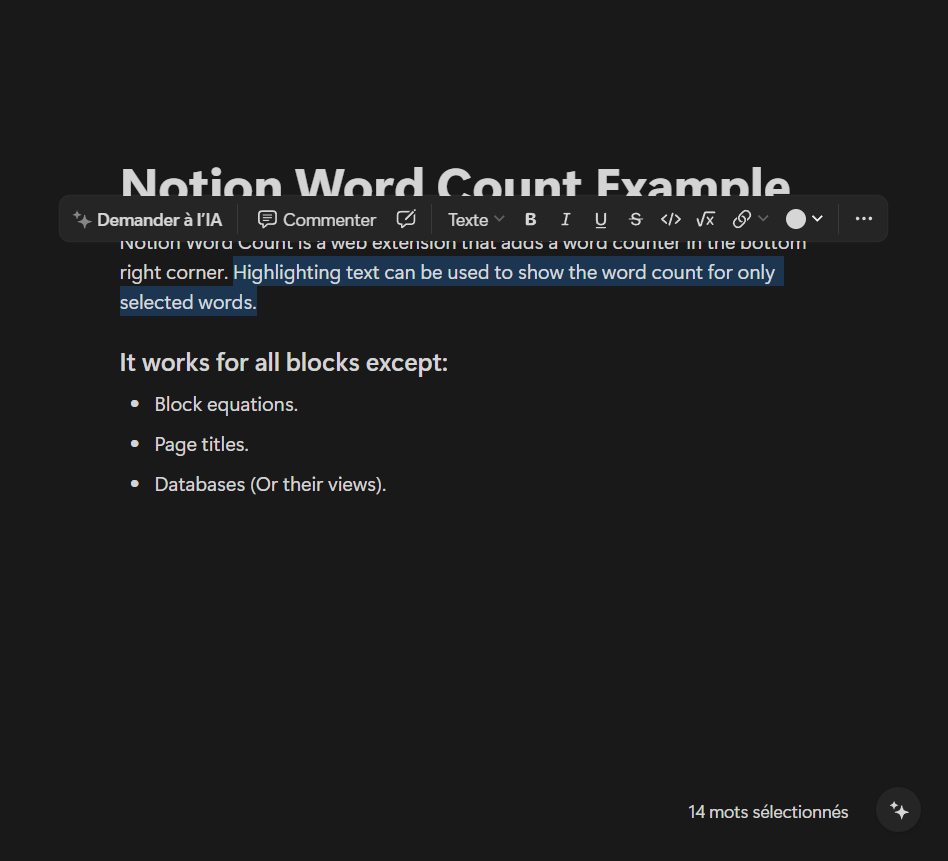 Notion Word Count Example
Demander à l'IA Commenter Texte B I U S </> √x ...
Notion Word Count is a web extension that adds a word counter in the bottom
right corner. Highlighting text can be used to show the word count for only
selected words.
It works for all blocks except:
• Block equations.
• Page titles.
• Databases (Or their views).
14 mots sélectionnés